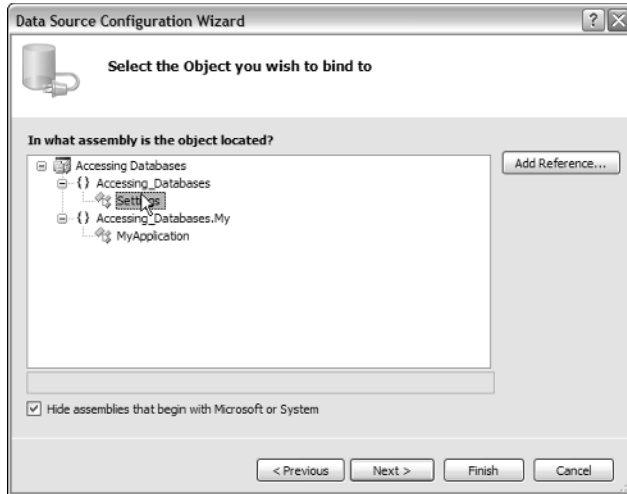 Data Source Configuration Wizard
Select the Object you wish to bind to
In what assembly is the object located?
Accessing Databases
Add Reference...
{} Accessing_Databases
Settings
{} Accessing_Databases.My
MyApplication
Hide assemblies that begin with Microsoft or System
< Previous Next > Finish Cancel